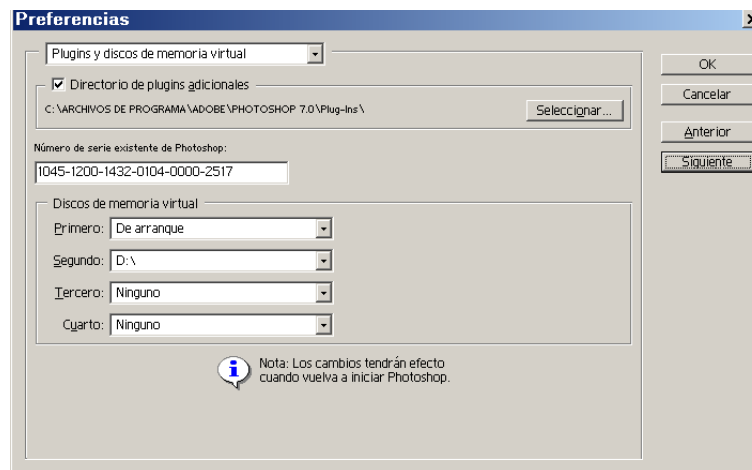 Preferencias
Plugins y discos de memoria virtual
OK
Directorio de plugins adicionales
Cancelar
C:\ARCHIVOS DE PROGRAMA\ADOBE\PHOTOSHOP 7.0\Plug-Ins\
Seleccionar...
Anterior
Número de serie existente de Photoshop:
Siguiente
1045-1200-1432-0104-0000-2517
Discos de memoria virtual
Primero: De arranque
Segundo: D:\
Tercero: Ninguno
Cuarto: Ninguno
Nota: Los cambios tendrán efecto
cuando vuelva a iniciar Photoshop.